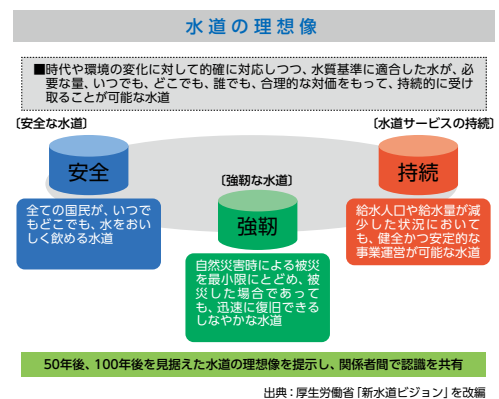 水道の理想像
■時代や環境の変化に対して的確に対応しつつ、水質基準に適合した水が、必
要な量、いつでも、どこでも、誰でも、合理的な対価をもって、持続的に受け
取ることが可能な水道
〔安全な水道〕
安全
全ての国民が、いつで
もどこでも、水をおい
しく飲める水道
〔強靭な水道〕
強靭
自然災害時による被災
を最小限にとどめ、被
災した場合であって
も、迅速に復旧できる
しなやかな水道
〔水道サービスの持続〕
持続
給水人口や給水量が減
少した状況において
も、健全かつ安定的な
事業運営が可能な水道
50年後、100年後を見据えた水道の理想像を提示し、関係者間で認識を共有
出典：厚生労働省「新水道ビジョン」を改編